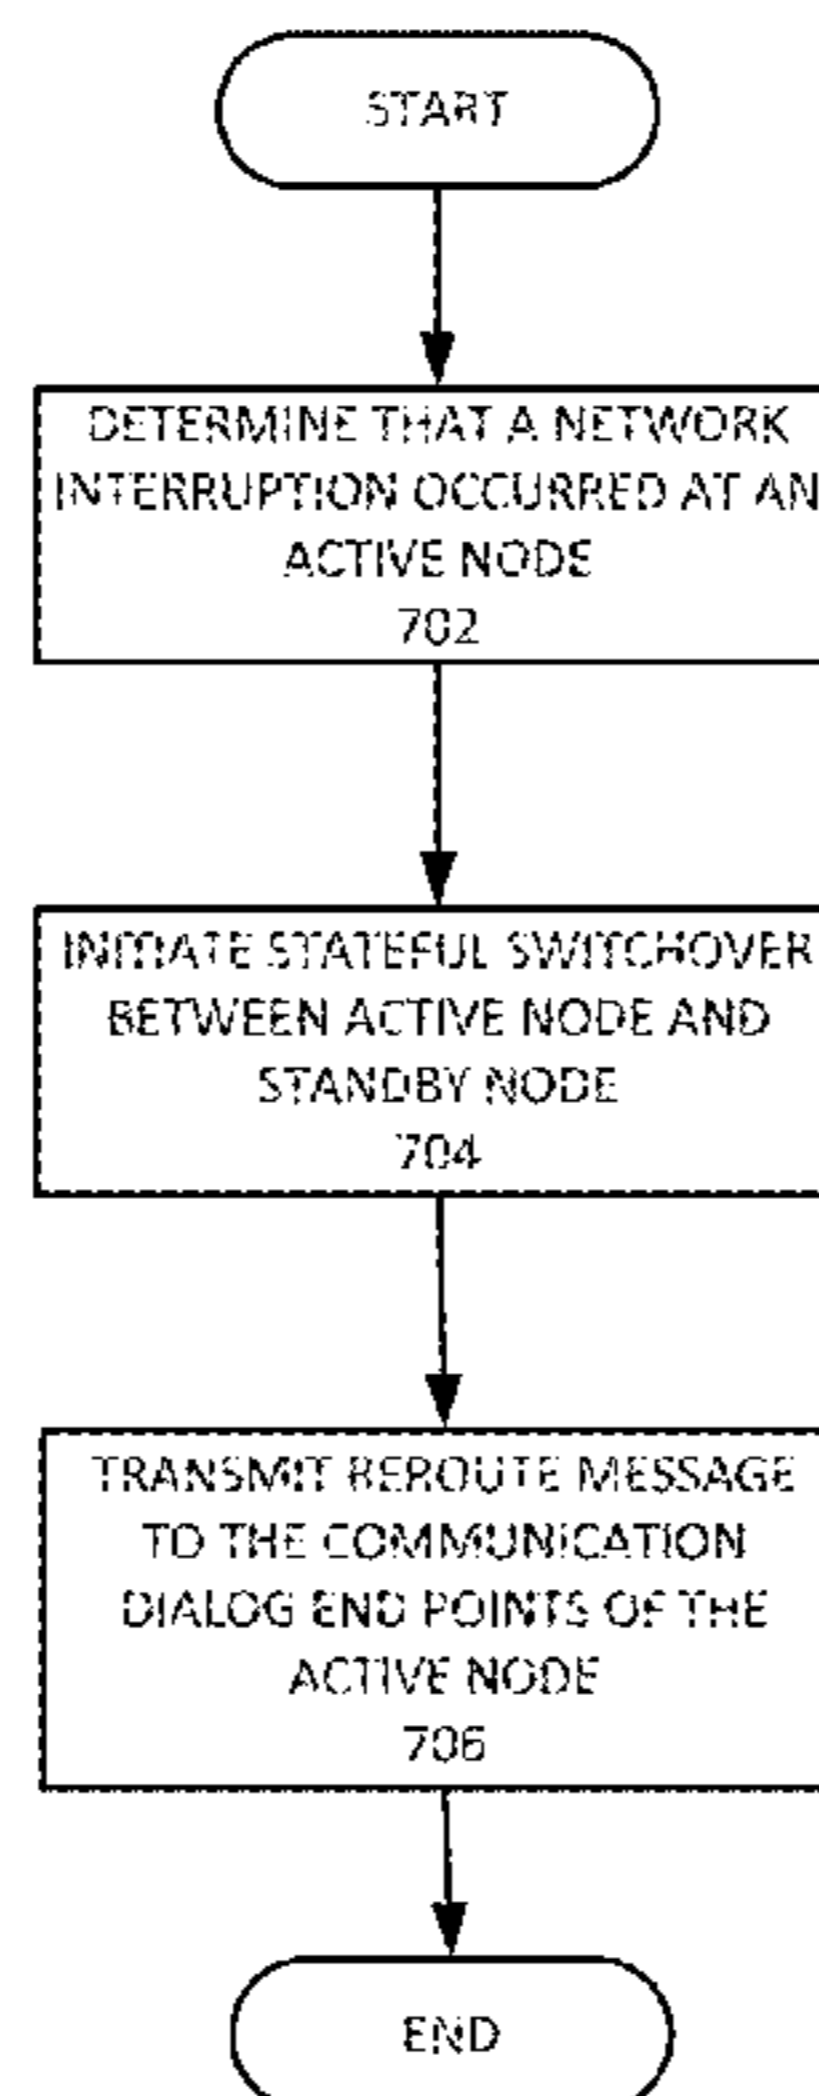 START
DETERMINE THAT A NETWORK
INTERRUPTION OCCURRED AT AN
ACTIVE NODE
702
INITIATE STATEFUL SWITCHOVER
BETWEEN ACTIVE NODE AND
STANDBY NODE
704
TRANSMIT REROUTE MESSAGE
TO THE COMMUNICATION
DIALOG END POINTS OF THE
ACTIVE NODE
706
END